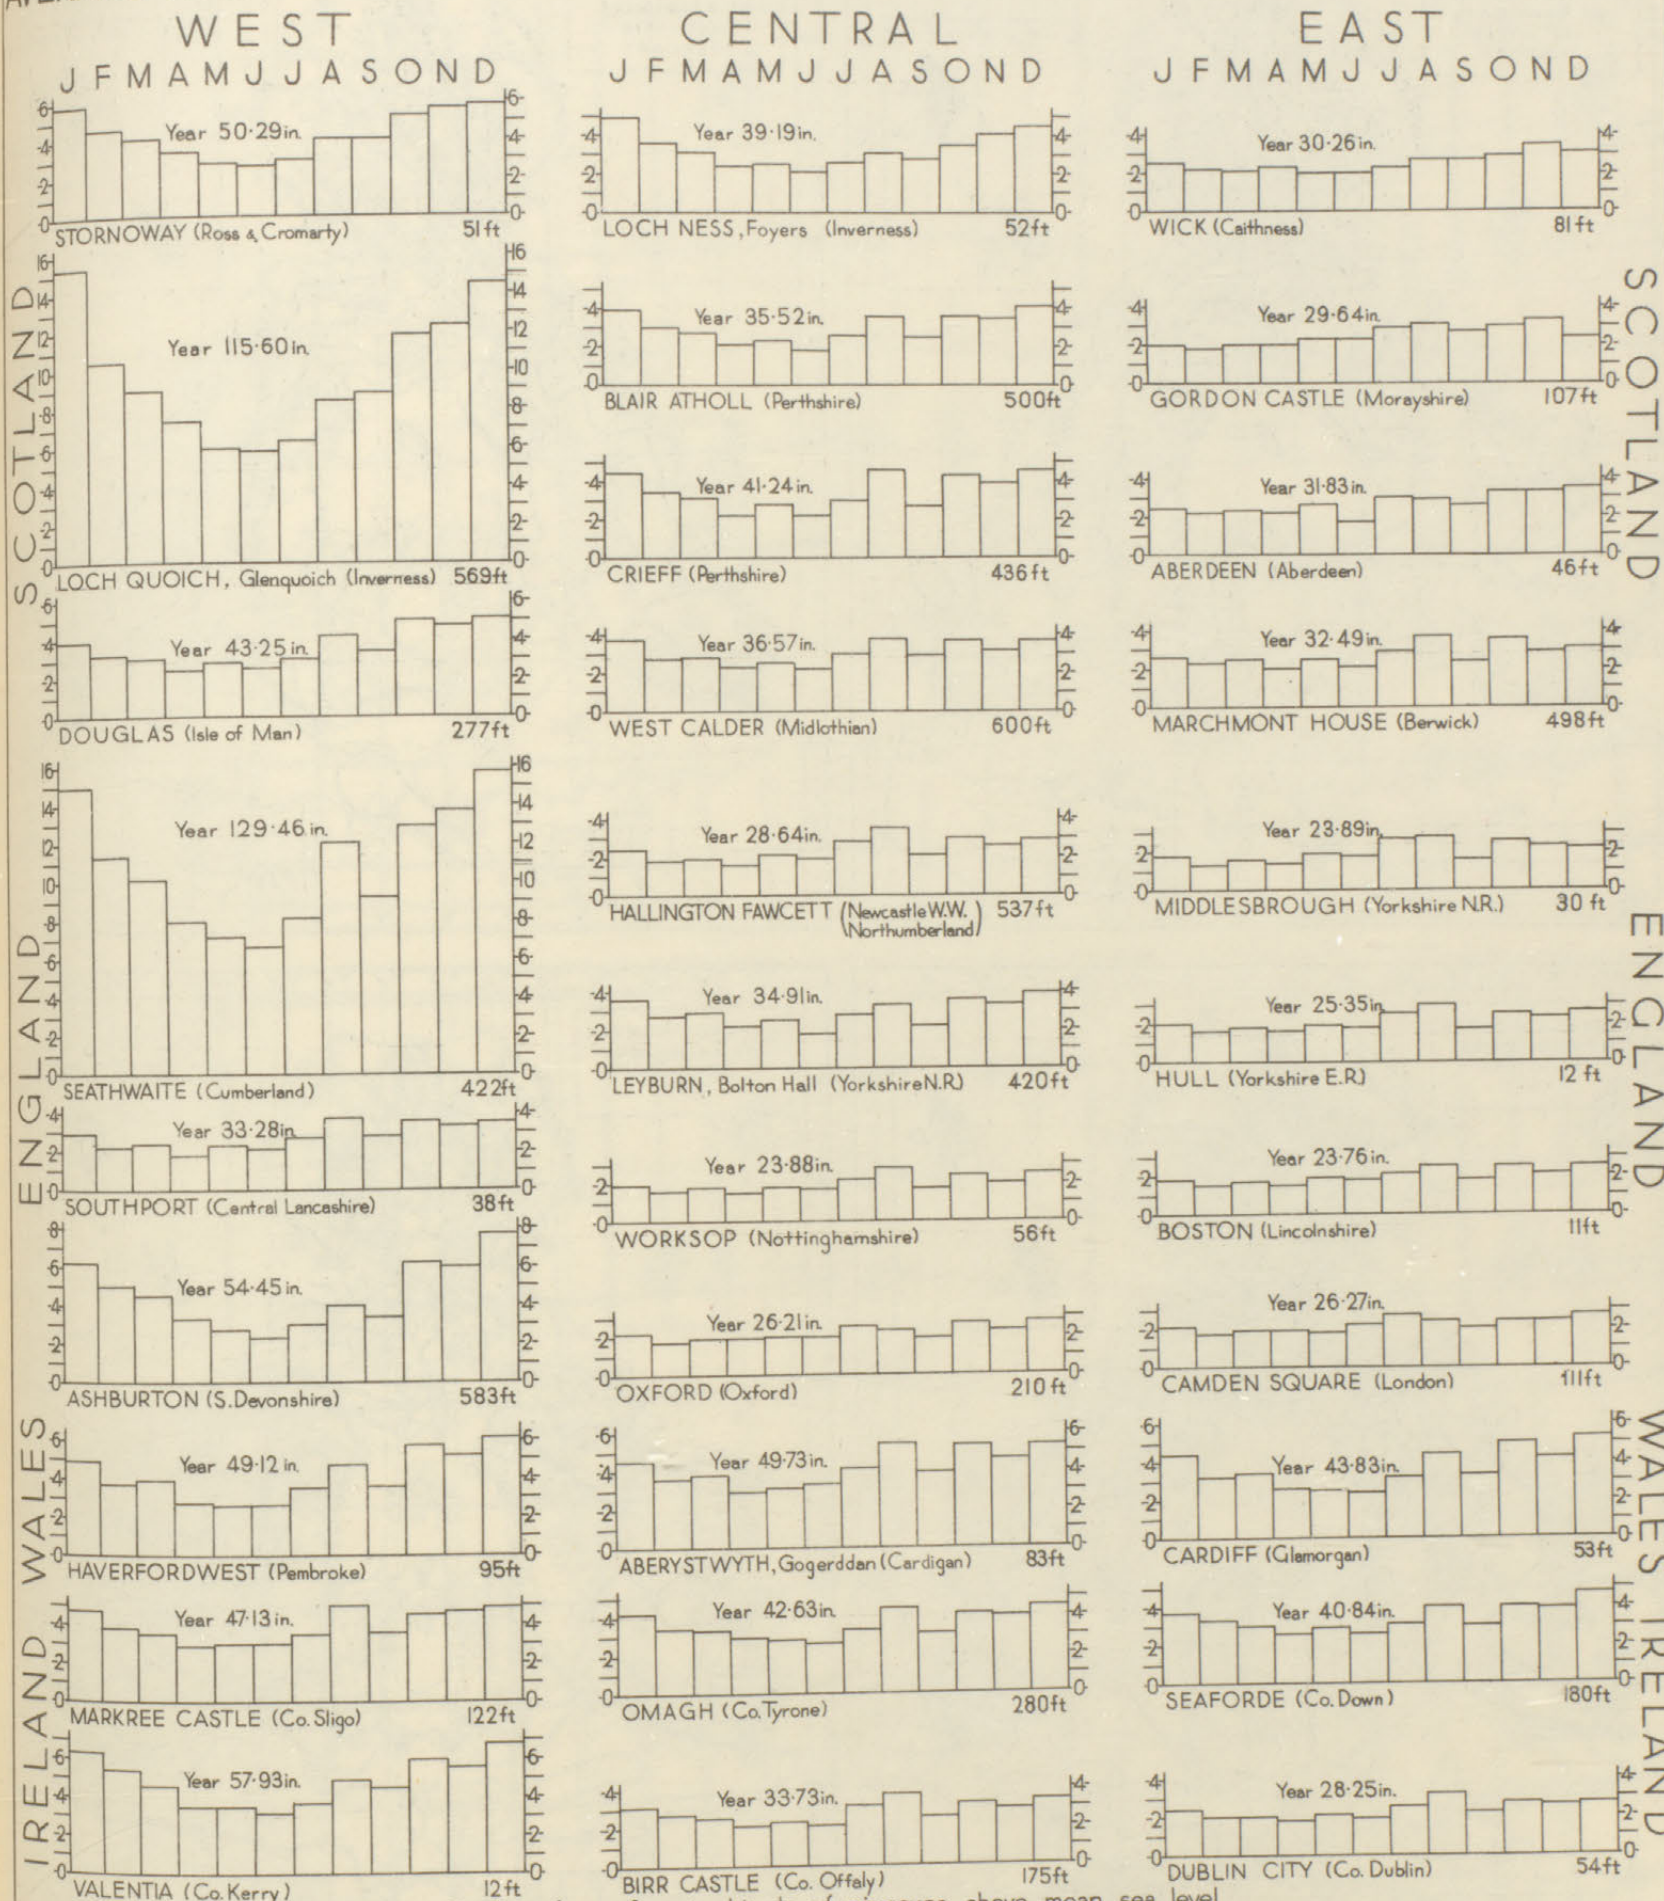 WEST CENTRAL EAST
J F M A M J J A S O N D J F M A M J J A S O N D J F M A M J J A S O N D
SCOTLAND
ENGLAND
WALES
IRELAND
Year 50·29in.
STORNOWAY (Ross & Cromarty) 51ft
Year 39·19in.
LOCH NESS, Foyers (Inverness) 52ft
Year 30·26in.
WICK (Caithness) 81ft
Year 115·60in.
LOCH QUOICH, Glenquoich (Inverness) 569ft
Year 35·52in.
BLAIR ATHOLL (Perthshire) 500ft
Year 29·64in.
GORDON CASTLE (Morayshire) 107ft
Year 41·24in.
CRIEFF (Perthshire) 436ft
Year 31·83in.
ABERDEEN (Aberdeen) 46ft
Year 43·25in.
DOUGLAS (Isle of Man) 277ft
Year 36·57in.
WEST CALDER (Midlothian) 600ft
Year 32·49in.
MARCHMONT HOUSE (Berwick) 498ft
Year 129·46in.
SEATHWAITE (Cumberland) 422ft
Year 28·64in.
HALLINGTON FAWCETT (Newcastle W.W. Northumberland) 537ft
Year 23·89in.
MIDDLESBROUGH (Yorkshire N.R.) 30 ft
Year 34·91in.
LEYBURN, Bolton Hall (Yorkshire N.R.) 420ft
Year 25·35in.
HULL (Yorkshire E.R.) 12 ft
Year 33·28in.
SOUTHPORT (Central Lancashire) 38ft
Year 23·88in.
WORKSOP (Nottinghamshire) 56ft
Year 23·76in.
BOSTON (Lincolnshire) 11ft
Year 54·45in.
ASHBURTON (S. Devonshire) 583ft
Year 26·21in.
OXFORD (Oxford) 210ft
Year 26·27in.
CAMDEN SQUARE (London) 111ft
Year 49·12in.
HAVERFORDWEST (Pembroke) 95ft
Year 49·73in.
ABERYSTWYTH, Gogerddan (Cardigan) 83ft
Year 43·83in.
CARDIFF (Glamorgan) 53ft
Year 47·13in.
MARKREE CASTLE (Co. Sligo) 122ft
Year 42·63in.
OMAGH (Co. Tyrone) 280ft
Year 40·84in.
SEAFORDE (Co. Down) 180ft
Year 57·93in.
VALENTIA (Co. Kerry) 12ft
Year 33·73in.
BIRR CASTLE (Co. Offaly) 175ft
Year 28·25in.
DUBLIN CITY (Co. Dublin) 54ft
SCOTLAND
ENGLAND
WALES
IRELAND
above mean sea level